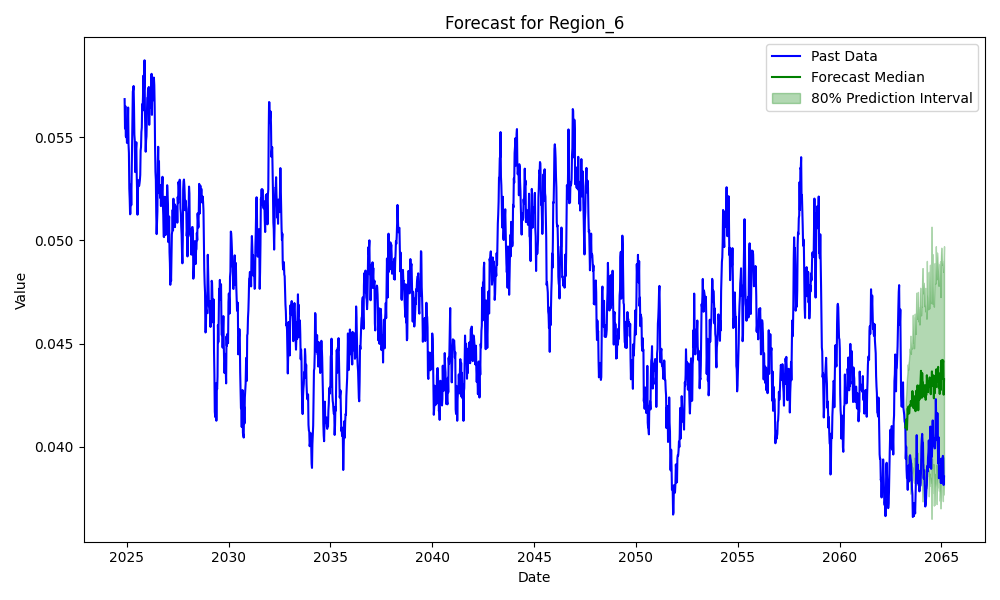 Forecast for Region_6
Past Data
Forecast Median
80% Prediction Interval
Value
0.055
0.050
0.045
0.040
2025
2030
2035
2040
2045
2050
2055
2060
2065
Date